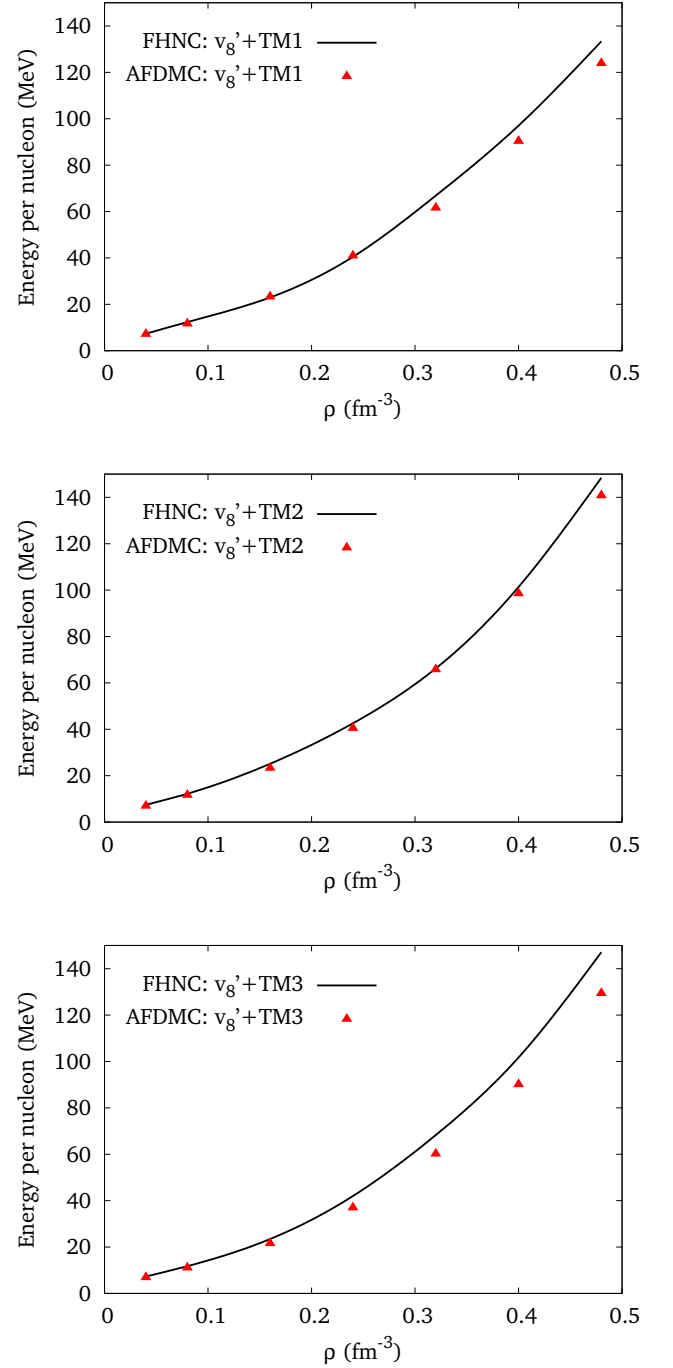 140
120
100
80
60
40
20
0
Energy per nucleon (MeV)
FHNC: v8'+TM1
AFDMC: v8'+TM1
0 0.1 0.2 0.3 0.4 0.5
ρ (fm-3)
140
120
100
80
60
40
20
0
Energy per nucleon (MeV)
FHNC: v8'+TM2
AFDMC: v8'+TM2
0 0.1 0.2 0.3 0.4 0.5
ρ (fm-3)
140
120
100
80
60
40
20
0
Energy per nucleon (MeV)
FHNC: v8'+TM3
AFDMC: v8'+TM3
0 0.1 0.2 0.3 0.4 0.5
ρ (fm-3)